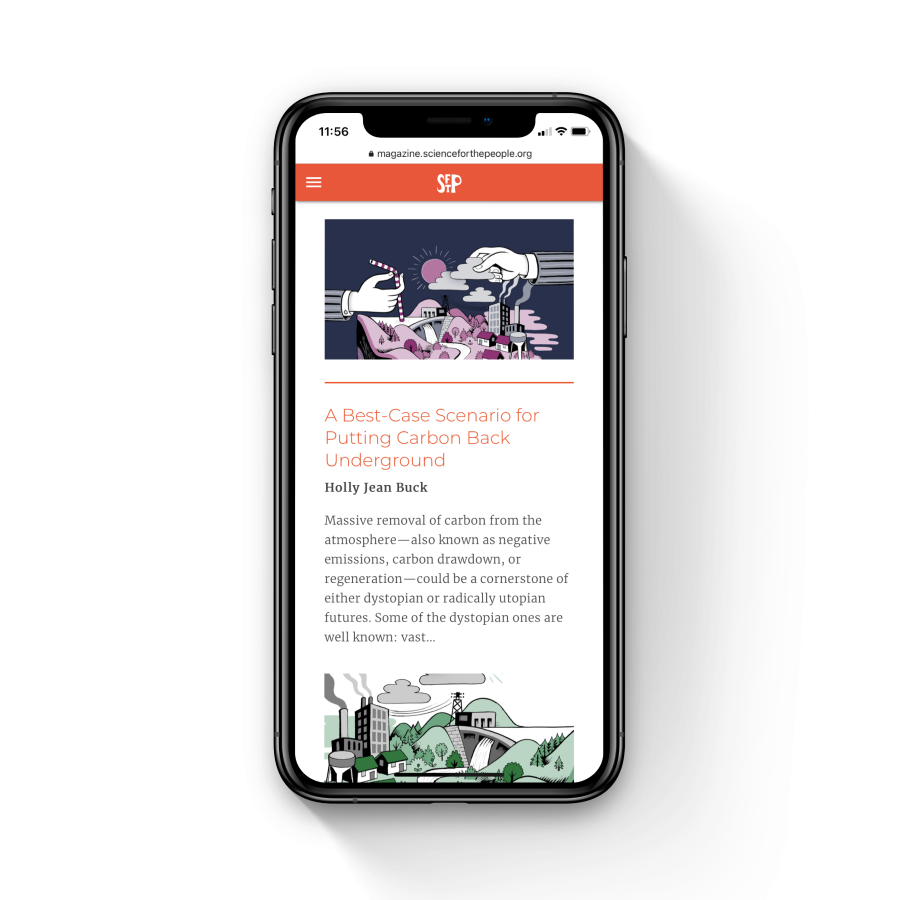 11:56
magazine.scienceforthepeople.org
SFTP
A Best-Case Scenario for
Putting Carbon Back
Underground
Holly Jean Buck
Massive removal of carbon from the
atmosphere—also known as negative
emissions, carbon drawdown, or
regeneration—could be a cornerstone of
either dystopian or radically utopian
futures. Some of the dystopian ones are
well known: vast...